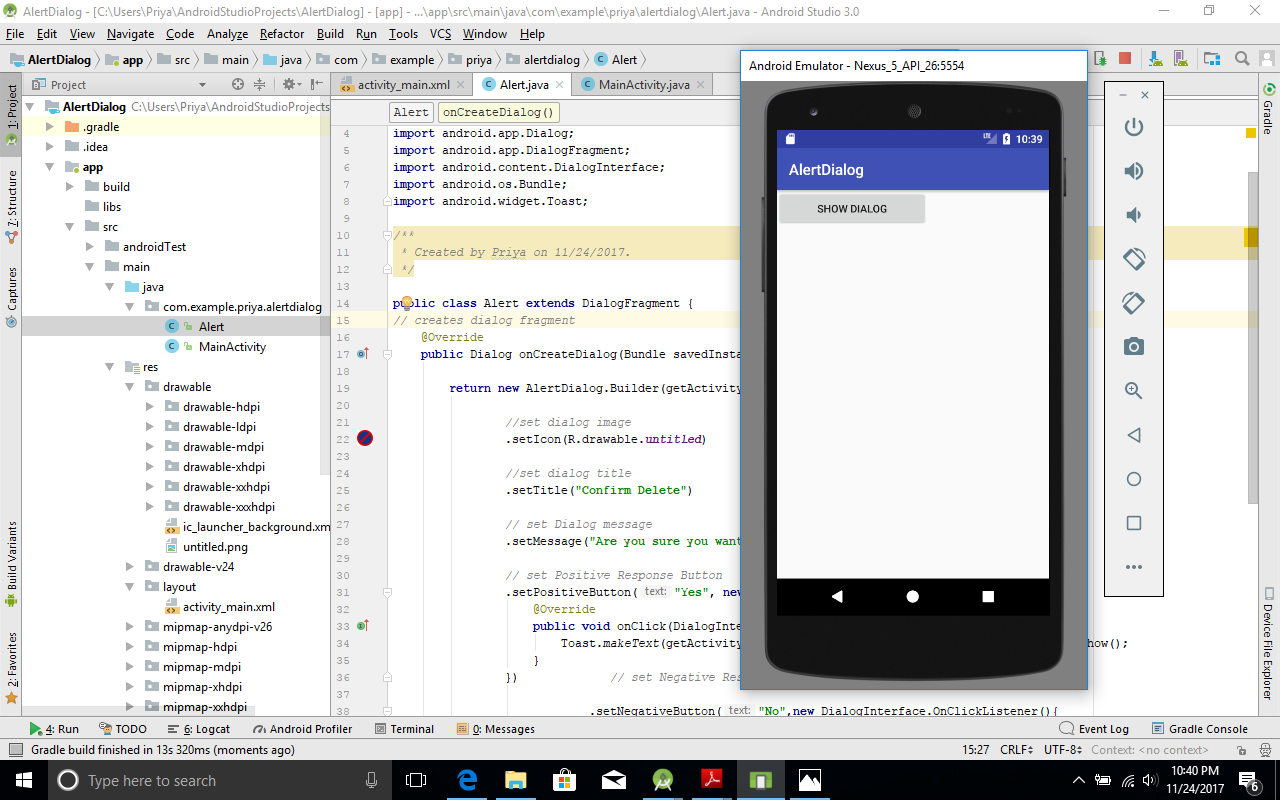 AlertDialog - [C:\Users\Priya\AndroidStudioProjects\AlertDialog] - [app] - ...\app\src\main\java\com\example\priya\alertdialog\Alert.java - Android Studio 3.0
File Edit View Navigate Code Analyze Refactor Build Run Tools VCS Window Help
AlertDialog app src main java com example priya alertdialog Alert
Project
activity_main.xml Alert.java MainActivity.java
1: Project
7: Structure
Captures
Build Variants
2: Favorites
AlertDialog C:\Users\Priya\AndroidStudioProjects
.gradle
.idea
app
build
libs
src
androidTest
main
java
com.example.priya.alertdialog
Alert
MainActivity
res
drawable
drawable-hdpi
drawable-ldpi
drawable-mdpi
drawable-xhdpi
drawable-xxhdpi
drawable-xxxhdpi
ic_launcher_background.xm
untitled.png
drawable-v24
layout
activity_main.xml
mipmap-anydpi-v26
mipmap-hdpi
mipmap-mdpi
mipmap-xhdpi
mipmap-xxhdpi
Alert onCreateDialog()
4 import android.app.Dialog;
5 import android.app.DialogFragment;
6 import android.content.DialogInterface;
7 import android.os.Bundle;
8 import android.widget.Toast;
9
10 /**
11 * Created by Priya on 11/24/2017.
12 */
13
14 public class Alert extends DialogFragment {
15 // creates dialog fragment
16 @Override
17 public Dialog onCreateDialog(Bundle savedInsta
18
19 return new AlertDialog.Builder(getActivity
20
21 //set dialog image
22 .setIcon(R.drawable.untitled)
23
24 //set dialog title
25 .setTitle("Confirm Delete")
26
27 // set Dialog message
28 .setMessage("Are you sure you want
29
30 // set Positive Response Button
31 .setPositiveButton( text: "Yes", new
32 @Override
33 public void onClick(DialogInte
34 Toast.makeText(getActivity how();
35 }
36 }) // set Negative Res
37
38 .setNegativeButton( text: "No",new DialogInterface.OnClickListener(){
Android Emulator - Nexus_5_API_26:5554
LTE 10:39
AlertDialog
SHOW DIALOG
Gradle
Device File Explorer
4: Run TODO 6: Logcat Android Profiler Terminal 0: Messages Event Log Gradle Console
Gradle build finished in 13s 320ms (moments ago) 15:27 CRLF UTF-8 Context: <no context>
Type here to search
10:40 PM
11/24/2017
6